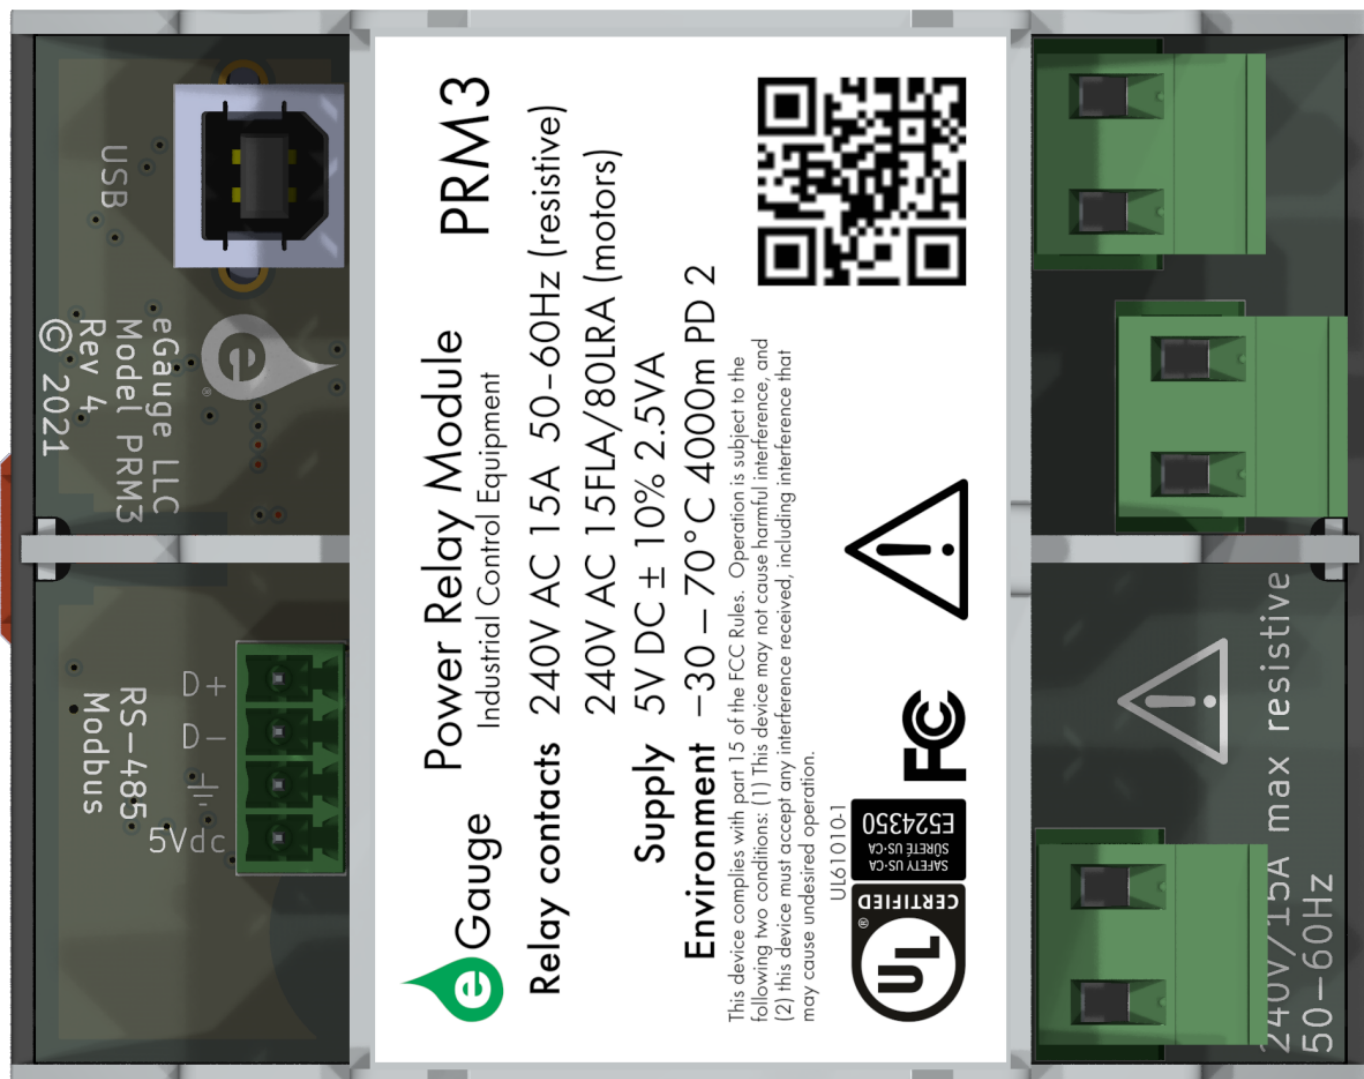 USB
eGauge LLC
Model PRM3
Rev 4
© 2021
D+
D-
5Vdc
RS-485
Modbus
e Gauge
Power Relay Module PRM3
Industrial Control Equipment
Relay contacts 240V AC 15A 50-60Hz (resistive)
240V AC 15FLA/80LRA (motors)
Supply 5V DC ± 10% 2.5VA
Environment -30 – 70°C 4000m PD 2
This device complies with part 15 of the FCC Rules. Operation is subject to the
following two conditions: (1) This device may not cause harmful interference, and
(2) this device must accept any interference received, including interference that
may cause undesired operation.
UL61010-1
UL
®
CERTIFIED
SAFETY US-CA
SÛRETÉ US-CA
E524350
FC
240V/15A max resistive
50-60Hz